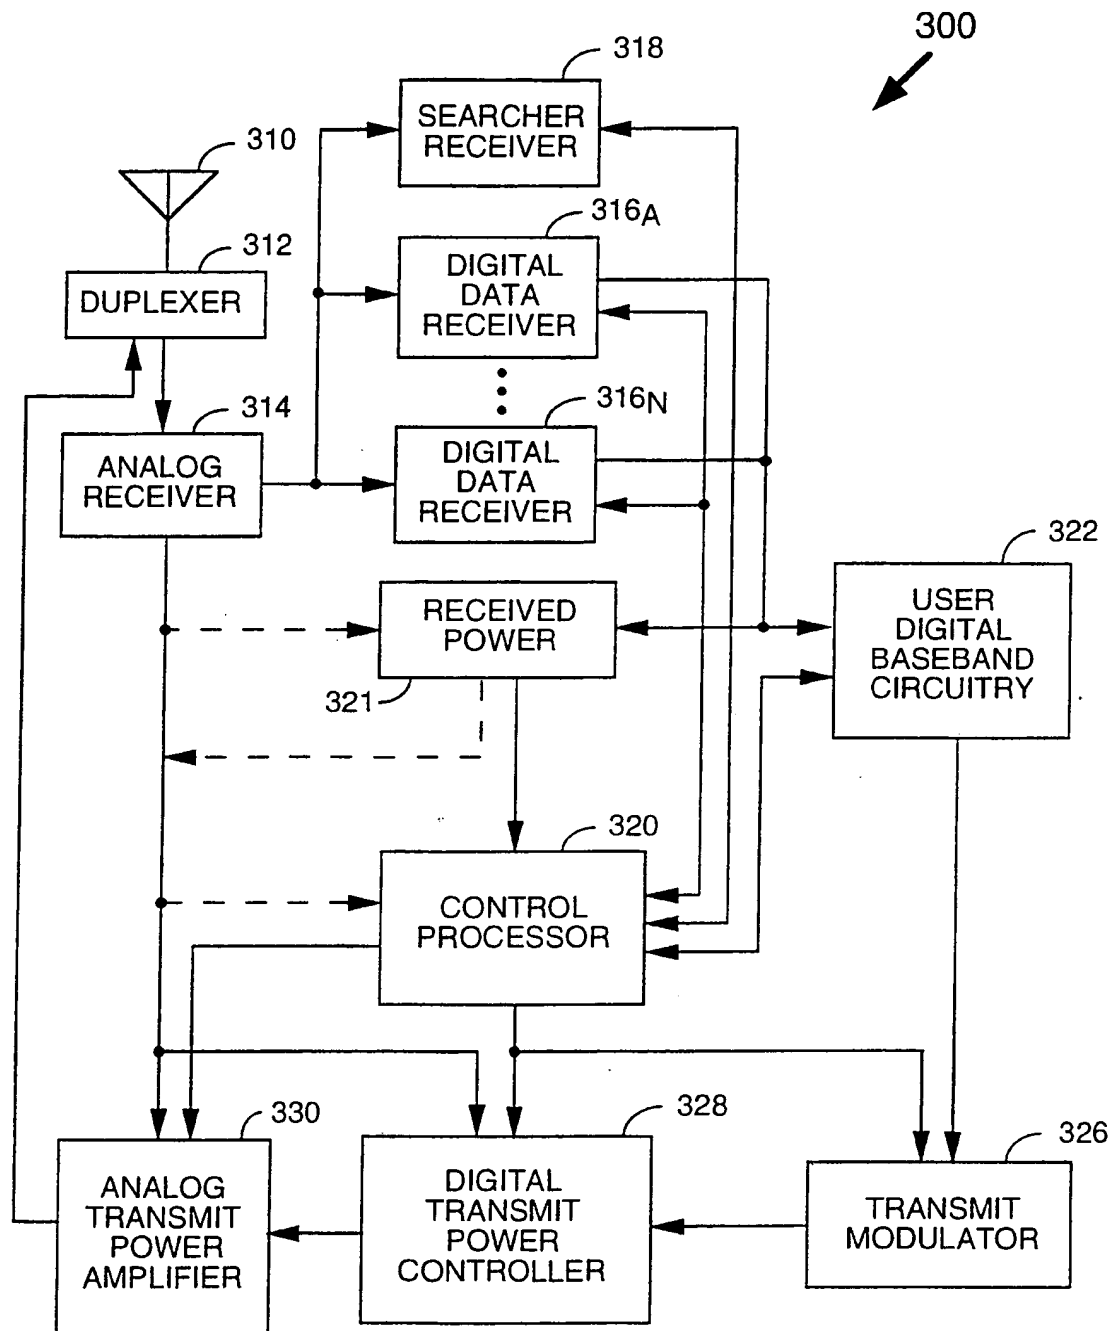 300
318
SEARCHER
RECEIVER
310
316A
DIGITAL
DATA
RECEIVER
312
DUPLEXER
316N
DIGITAL
DATA
RECEIVER
314
ANALOG
RECEIVER
322
USER
DIGITAL
BASEBAND
CIRCUITRY
RECEIVED
POWER
321
320
CONTROL
PROCESSOR
330
ANALOG
TRANSMIT
POWER
AMPLIFIER
328
DIGITAL
TRANSMIT
POWER
CONTROLLER
326
TRANSMIT
MODULATOR